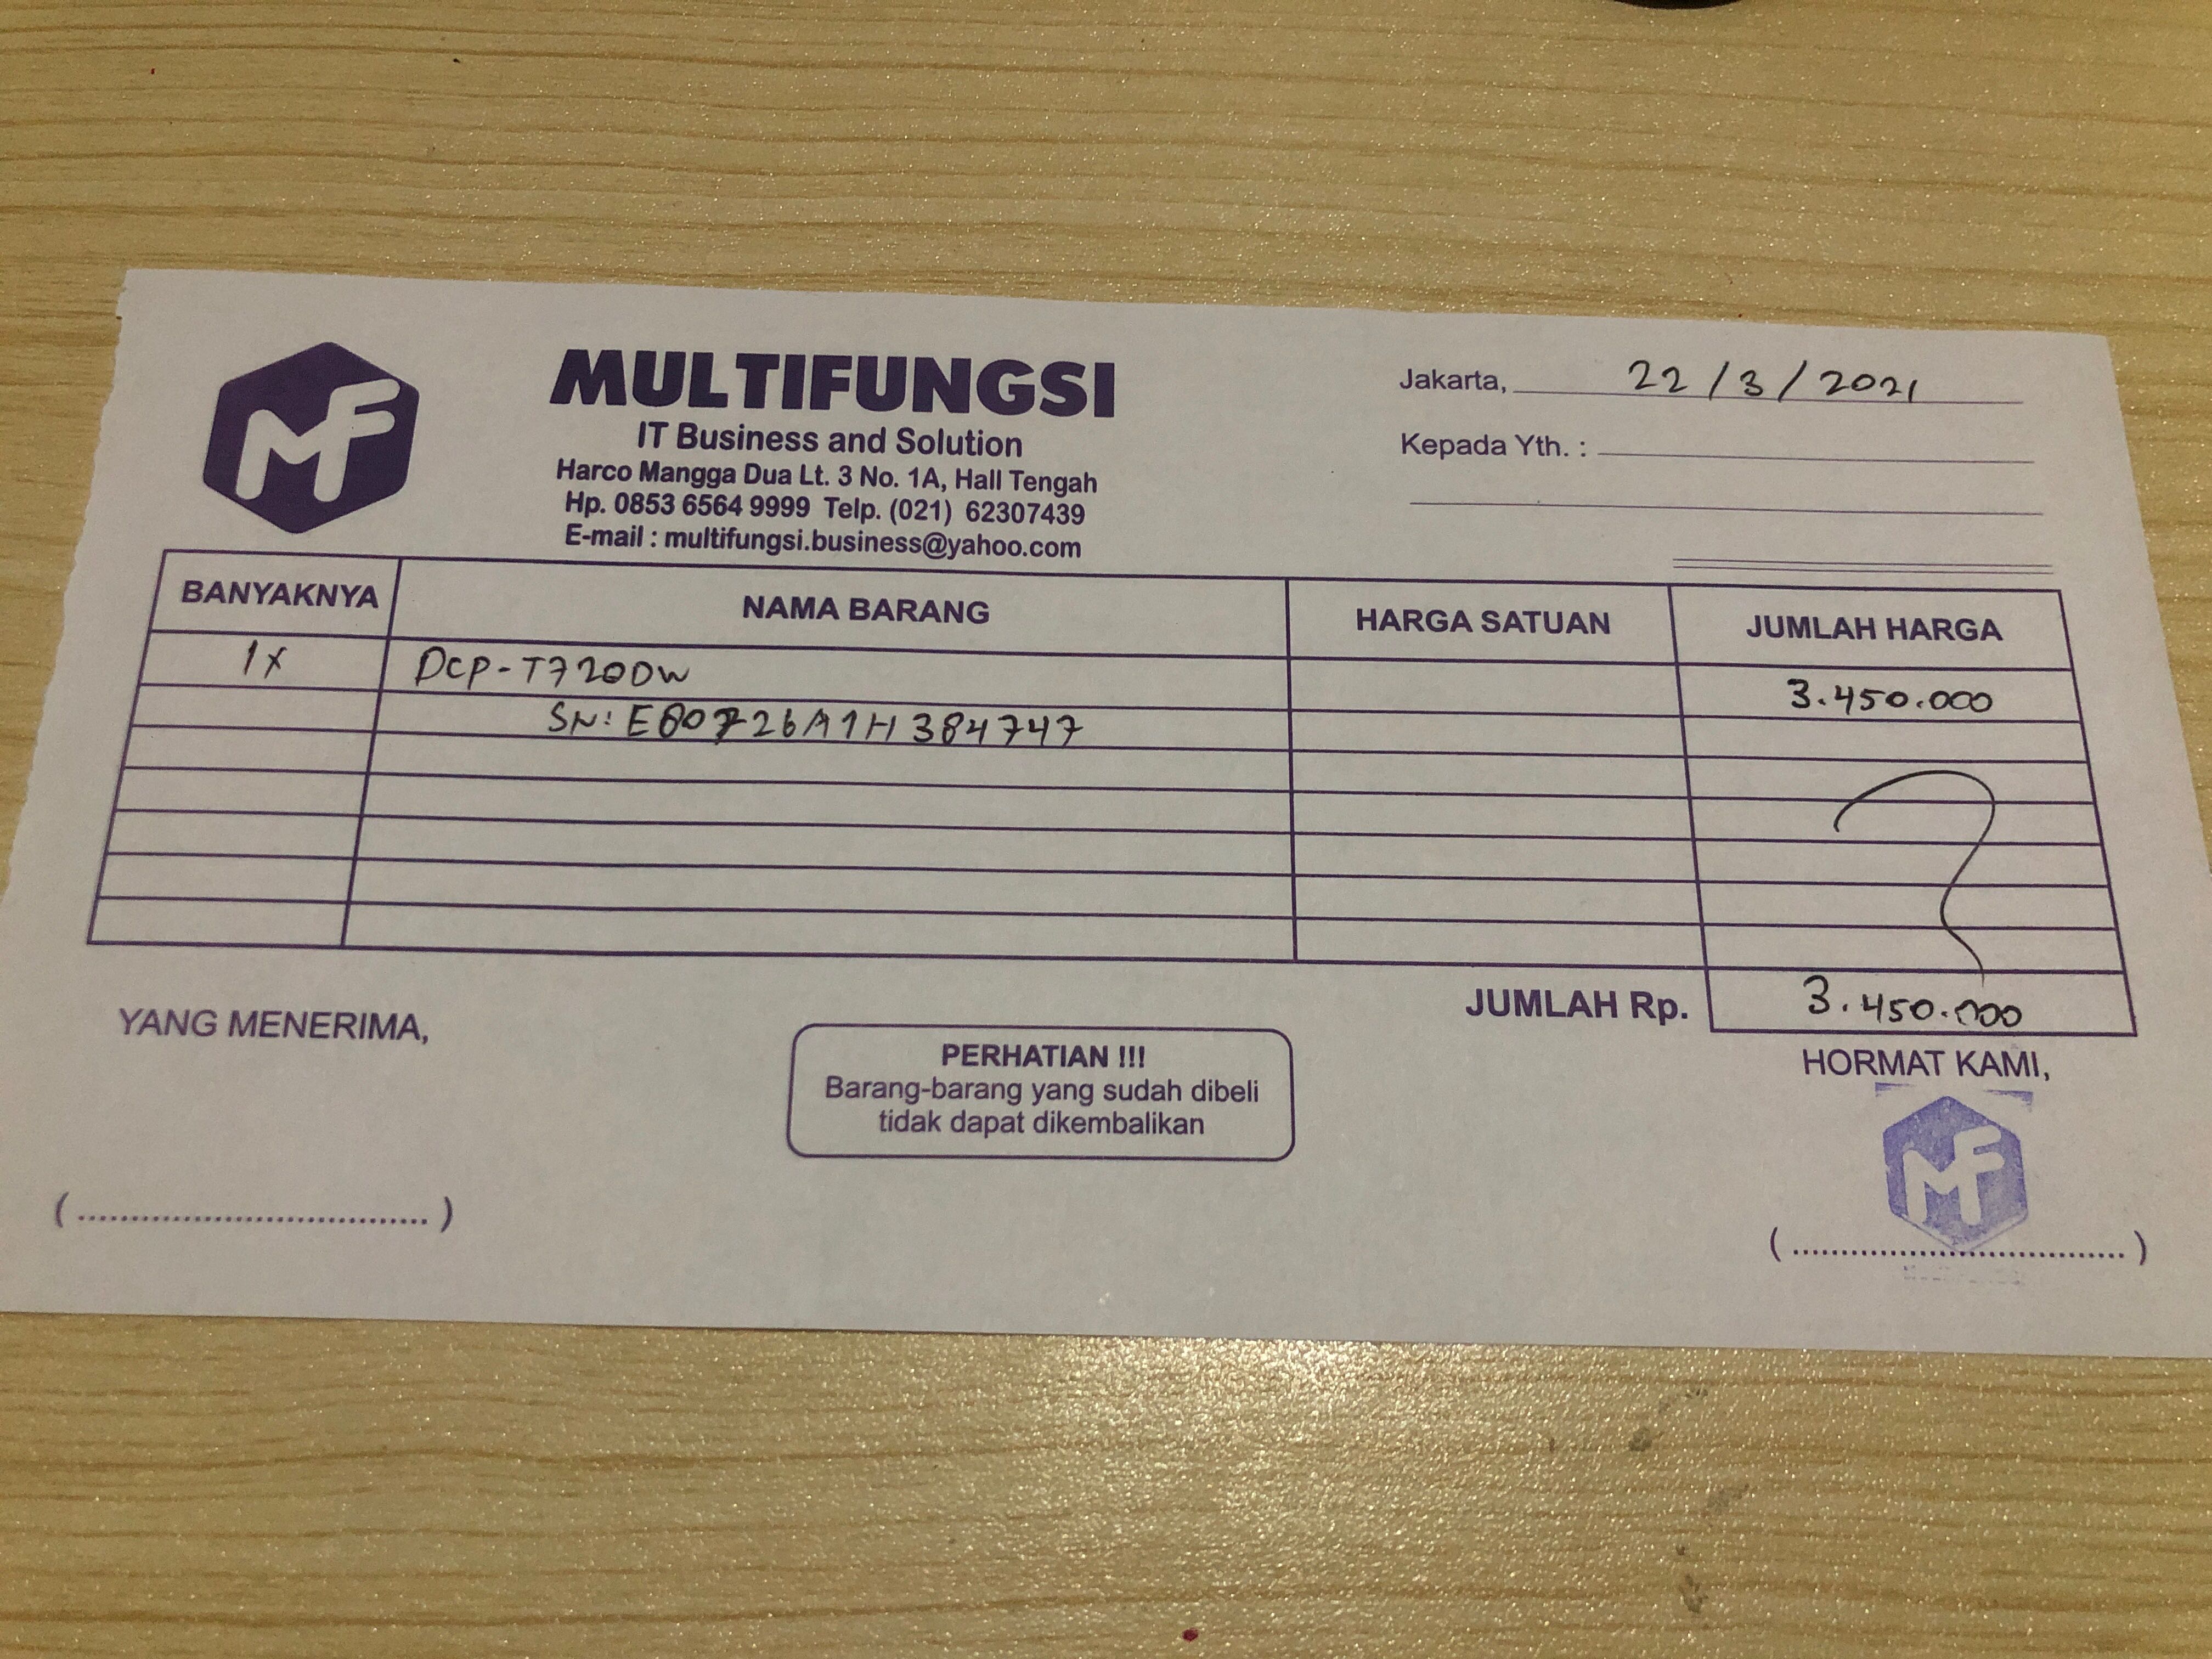 MF
MULTIFUNGSI
IT Business and Solution
Harco Mangga Dua Lt. 3 No. 1A, Hall Tengah
Hp. 0853 6564 9999 Telp. (021) 62307439
E-mail : multifungsi.business@yahoo.com
Jakarta, 22/3/2021
Kepada Yth. :
BANYAKNYA NAMA BARANG HARGA SATUAN JUMLAH HARGA
1x DCP-T720DW 3.450.000
SN: E80726A1H384747
JUMLAH Rp. 3.450.000
YANG MENERIMA,
PERHATIAN !!!
Barang-barang yang sudah dibeli
tidak dapat dikembalikan
HORMAT KAMI,
MF
(....................................)
(....................................)